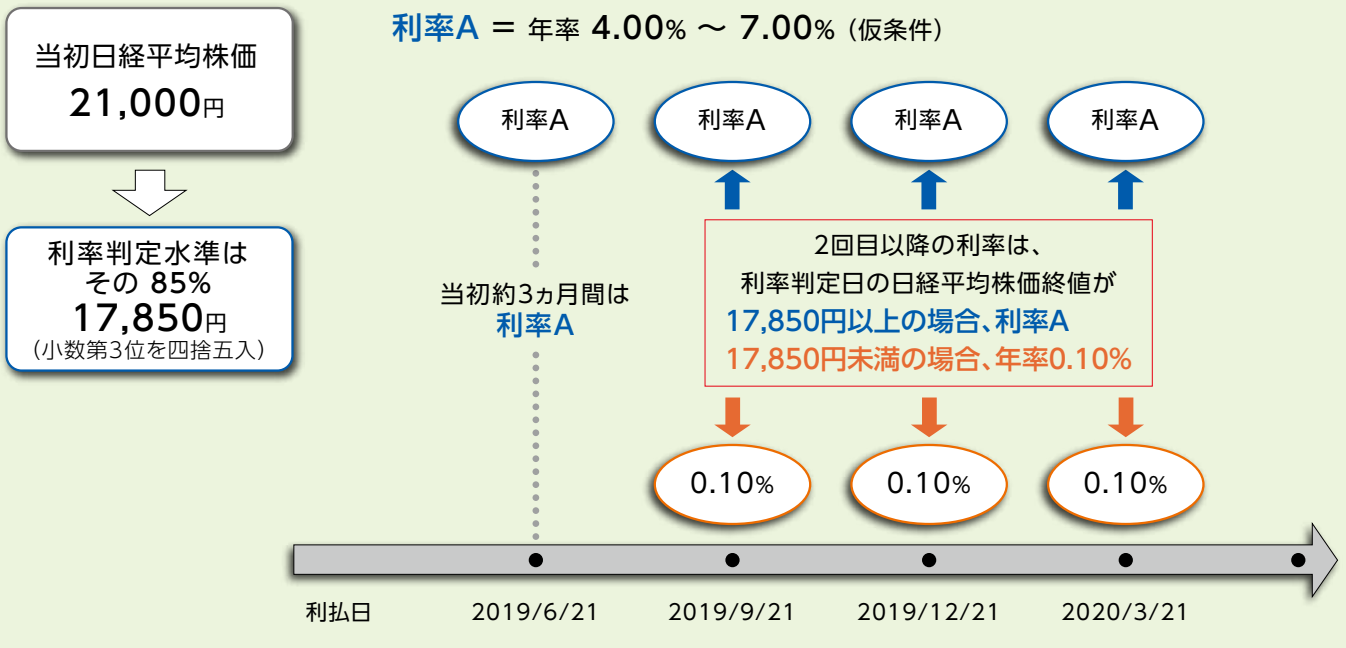 当初日経平均株価
21,000円
利率判定水準は
その 85%
17,850円
(小数第3位を四捨五入)
利率A = 年率 4.00% ～ 7.00% (仮条件)
利率A
利率A
利率A
利率A
当初約3ヵ月間は
利率A
2回目以降の利率は、
利率判定日の日経平均株価終値が
17,850円以上の場合、利率A
17,850円未満の場合、年率0.10%
0.10%
0.10%
0.10%
利払日
2019/6/21
2019/9/21
2019/12/21
2020/3/21